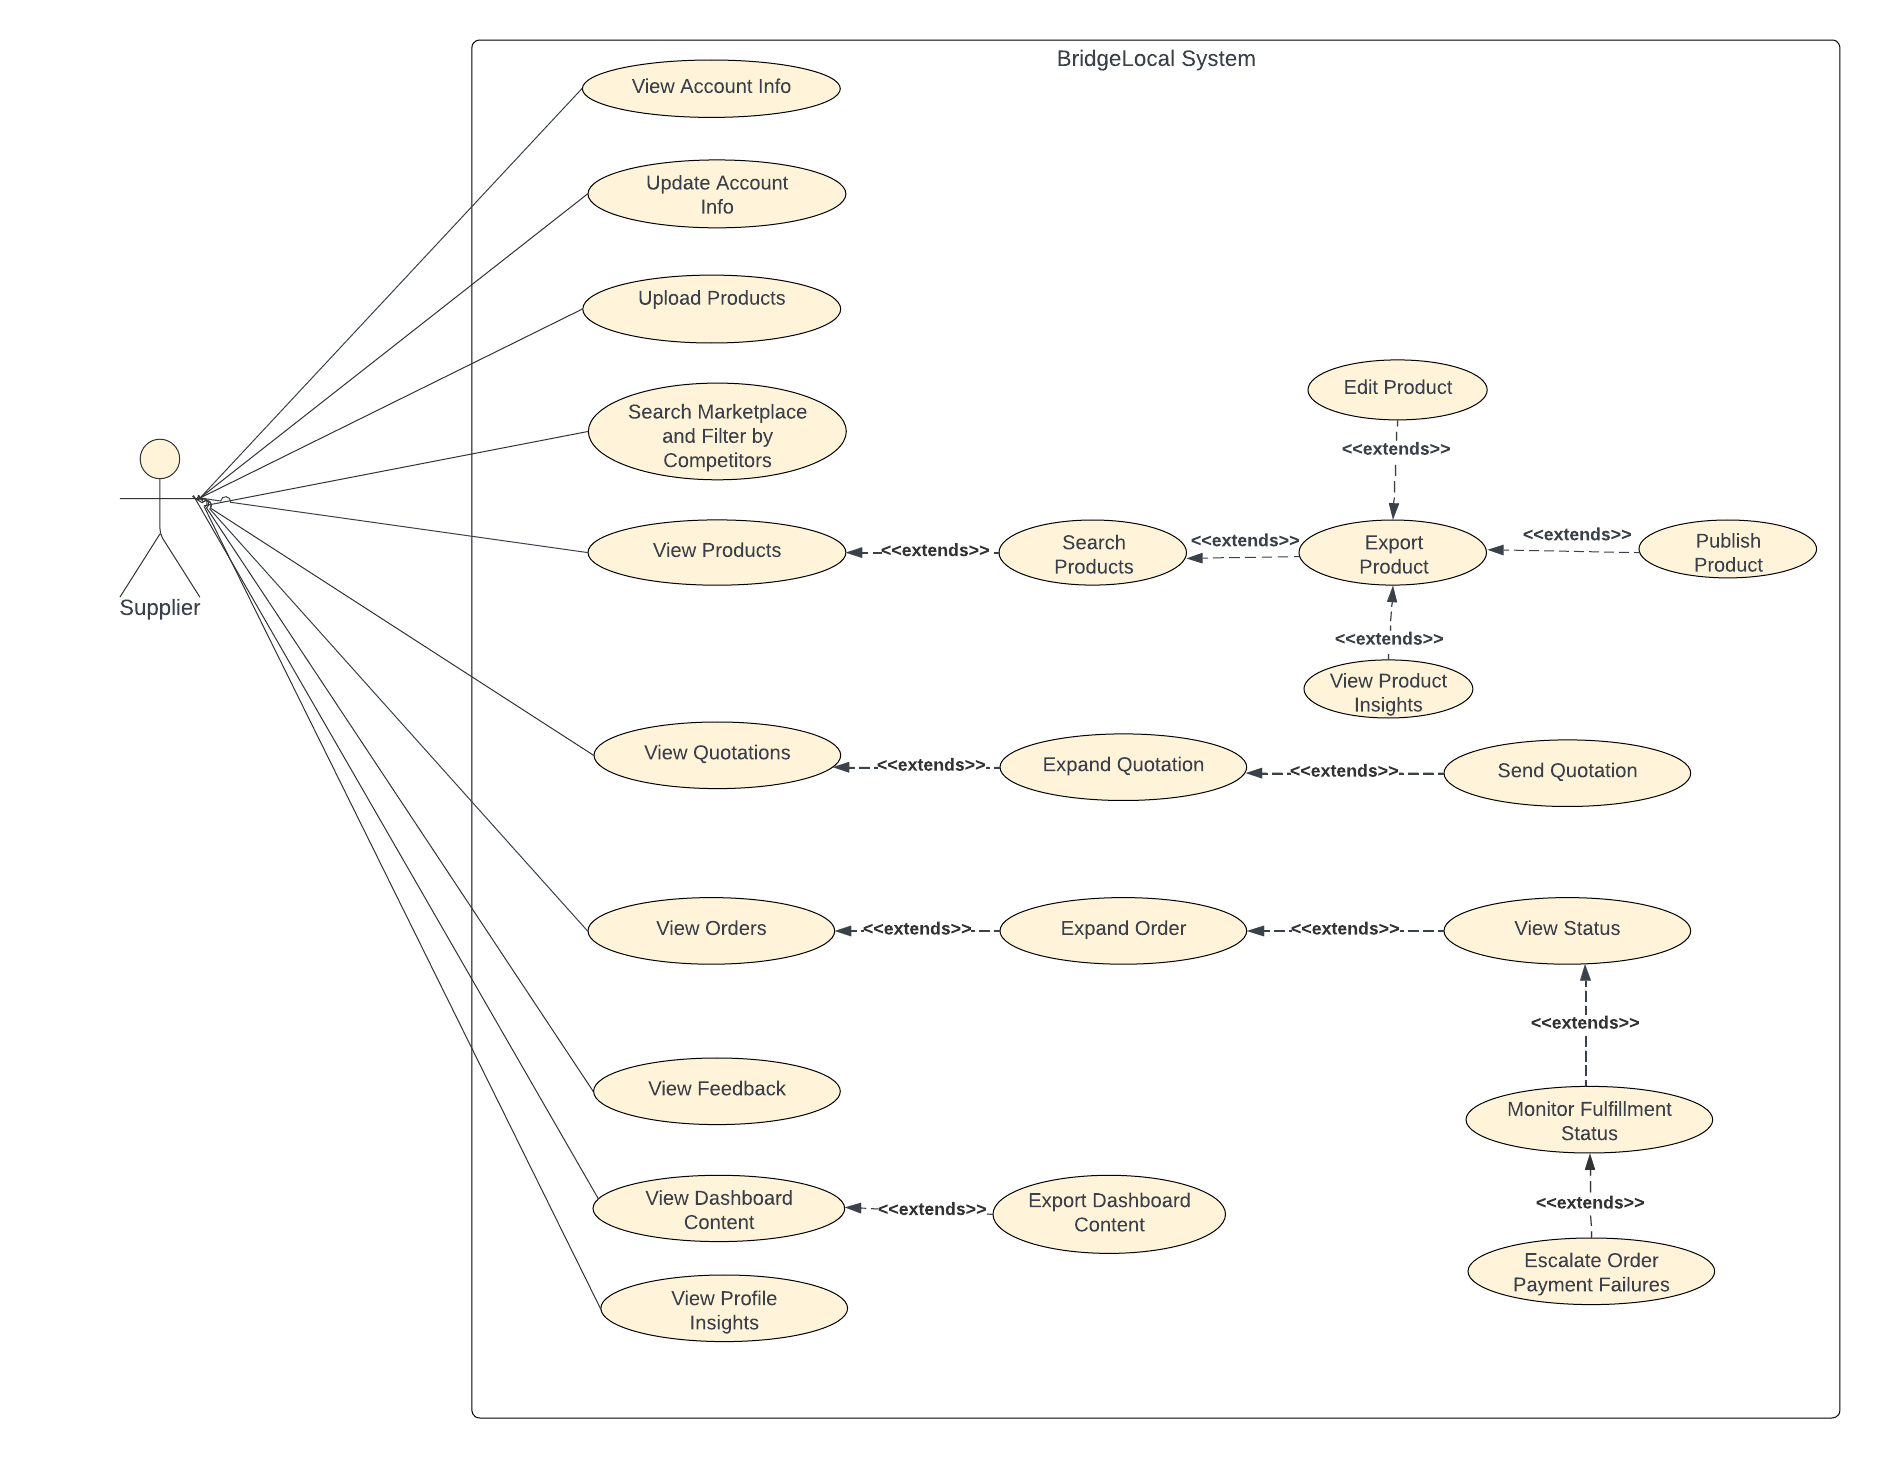 BridgeLocal System
View Account Info
Update Account
Info
Upload Products
Search Marketplace
and Filter by
Competitors
Edit Product
<<extends>>
Supplier
View Products
<<extends>>
Search
Products
<<extends>>
Export
Product
<<extends>>
Publish
Product
<<extends>>
View Product
Insights
View Quotations
<<extends>>
Expand Quotation
<<extends>>
Send Quotation
View Orders
<<extends>>
Expand Order
<<extends>>
View Status
<<extends>>
View Feedback
Monitor Fulfillment
Status
View Dashboard
Content
<<extends>>
Export Dashboard
Content
<<extends>>
Escalate Order
Payment Failures
View Profile
Insights